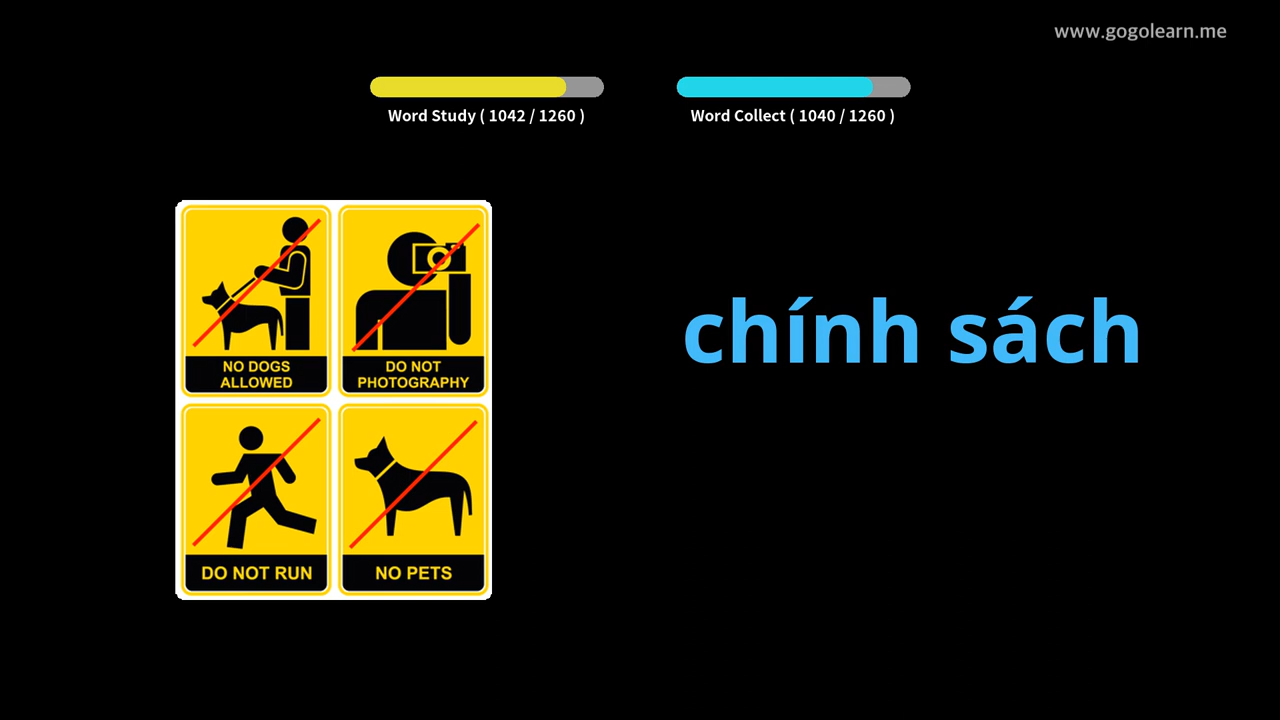 www.gogolearn.me
Word Study ( 1042 / 1260 )
Word Collect ( 1040 / 1260 )
NO DOGS
ALLOWED
DO NOT
PHOTOGRAPHY
chính sách
DO NOT RUN
NO PETS